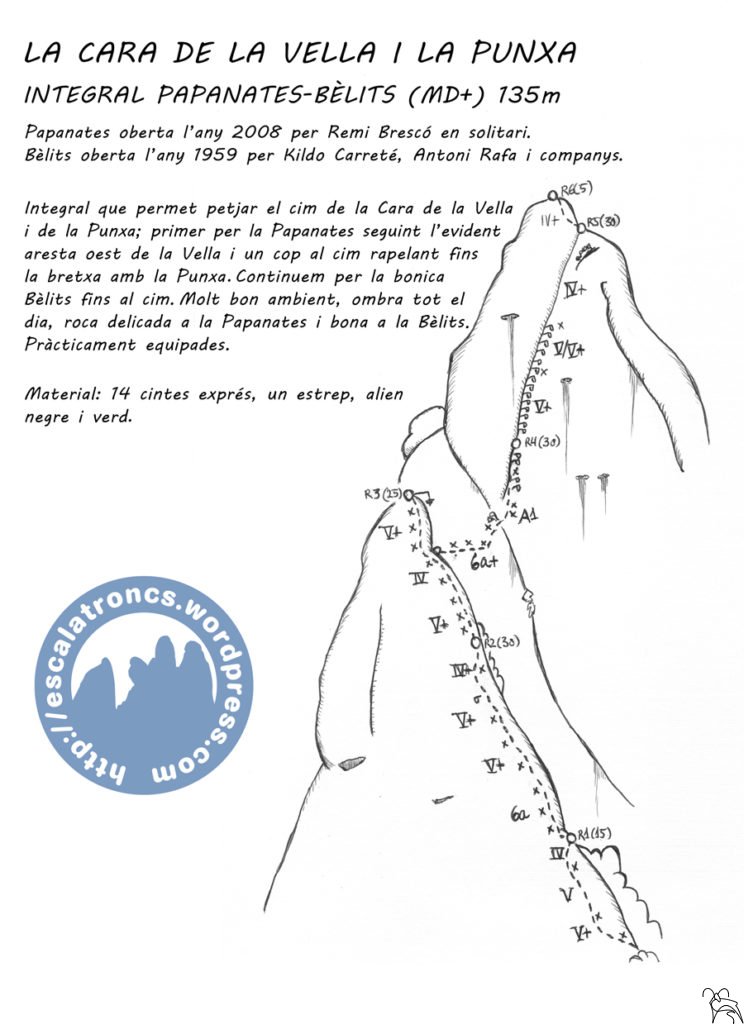 LA CARA DE LA VELLA I LA PUNXA
INTEGRAL PAPANATES-BÈLITS (MD+) 135m
Papanates oberta l'any 2008 per Remi Brescó en solitari.
Bèlits oberta l'any 1959 per Kildo Carreté, Antoni Rafa i companys.
Integral que permet petjar el cim de la Cara de la Vella
i de la Punxa; primer per la Papanates seguint l'evident
aresta oest de la Vella i un cop al cim rapelant fins
la bretxa amb la Punxa. Continuem per la bonica
Bèlits fins al cim. Molt bon ambient, ombra tot el
dia, roca delicada a la Papanates i bona a la Bèlits.
Pràcticament equipades.
Material: 14 cintes exprés, un estrep, alien
negre i verd.
R6(5)
IV+
R5(30)
IV+
V/V+
V+
R4(30)
R3(25)
A1
V+
6a+
IV
V+
R2(30)
IV+
V+
V+
6a
R1(15)
IV
V
V+
http://escalatroncs.wordpress.com